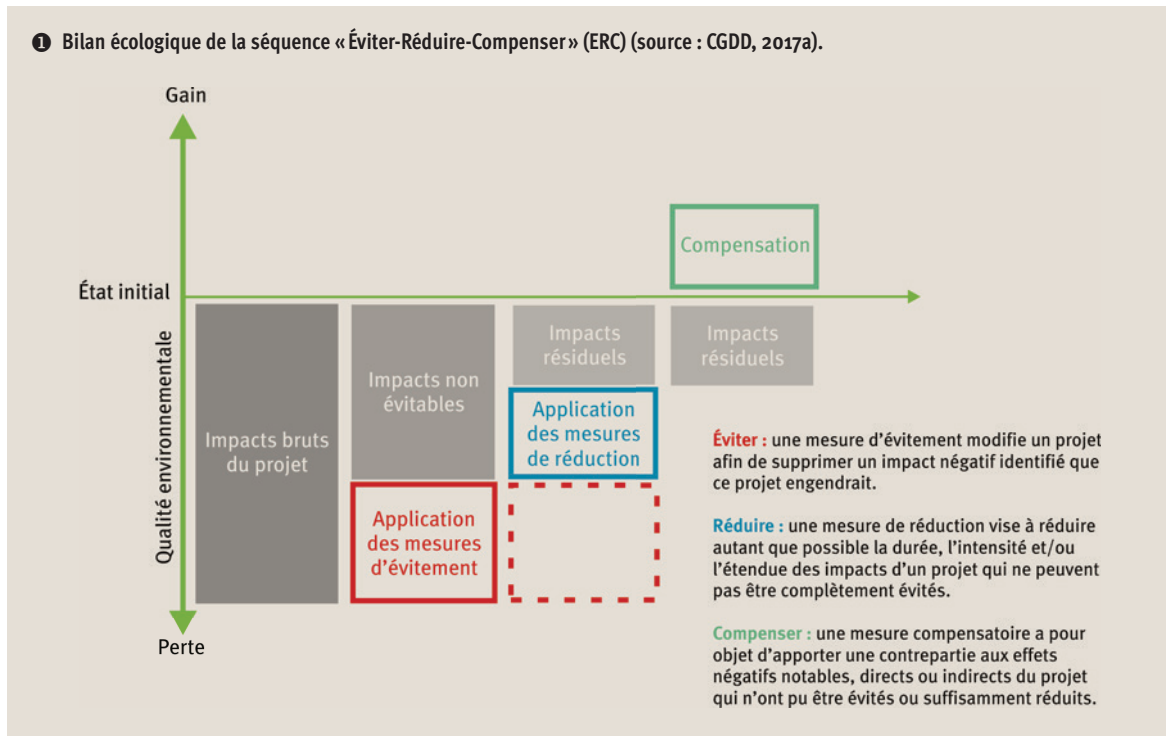 ❶ Bilan écologique de la séquence « Éviter-Réduire-Compenser » (ERC) (source : CGDD, 2017a).
Gain
Compensation
État initial
Qualité environnementale
Impacts bruts
du projet
Impacts non
évitables
Impacts
résiduels
Impacts
résiduels
Application
des mesures
de réduction
Application
des mesures
d’évitement
Perte
Éviter : une mesure d’évitement modifie un projet
afin de supprimer un impact négatif identifié que
ce projet engendrait.
Réduire : une mesure de réduction vise à réduire
autant que possible la durée, l’intensité et/ou
l’étendue des impacts d’un projet qui ne peuvent
pas être complètement évités.
Compenser : une mesure compensatoire a pour
objet d’apporter une contrepartie aux effets
négatifs notables, directs ou indirects du projet
qui n’ont pu être évités ou suffisamment réduits.